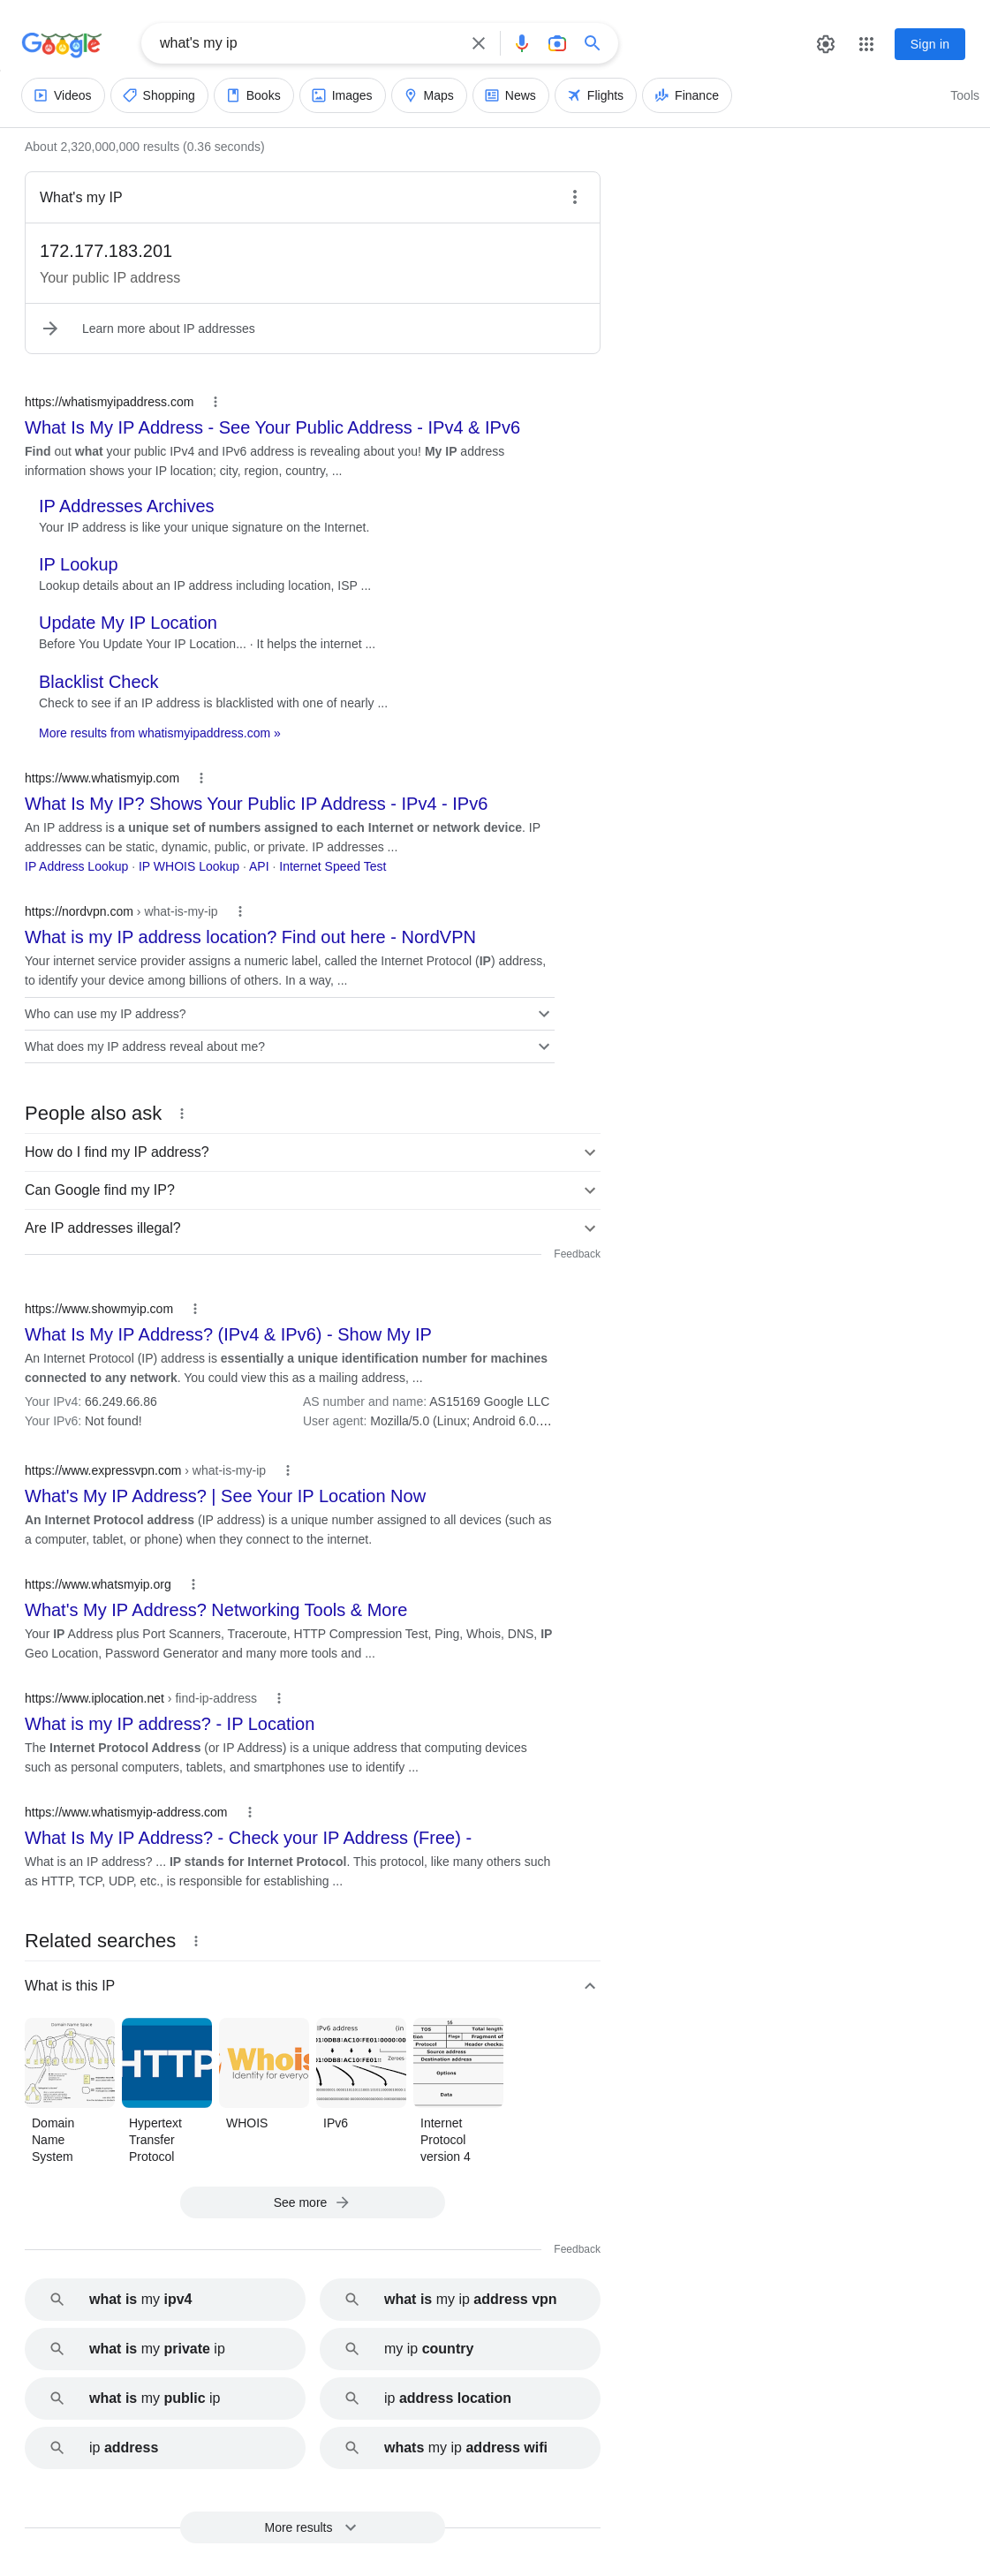 Google
what's my ip
Sign in
Videos
Shopping
Books
Images
Maps
News
Flights
Finance
Tools
About 2,320,000,000 results (0.36 seconds)
What's my IP
172.177.183.201
Your public IP address
Learn more about IP addresses
https://whatismyipaddress.com
What Is My IP Address - See Your Public Address - IPv4 & IPv6
Find out what your public IPv4 and IPv6 address is revealing about you! My IP address
information shows your IP location; city, region, country, ...
IP Addresses Archives
Your IP address is like your unique signature on the Internet.
IP Lookup
Lookup details about an IP address including location, ISP ...
Update My IP Location
Before You Update Your IP Location... · It helps the internet ...
Blacklist Check
Check to see if an IP address is blacklisted with one of nearly ...
More results from whatismyipaddress.com »
https://www.whatismyip.com
What Is My IP? Shows Your Public IP Address - IPv4 - IPv6
An IP address is a unique set of numbers assigned to each Internet or network device. IP
addresses can be static, dynamic, public, or private. IP addresses ...
IP Address Lookup · IP WHOIS Lookup · API · Internet Speed Test
https://nordvpn.com › what-is-my-ip
What is my IP address location? Find out here - NordVPN
Your internet service provider assigns a numeric label, called the Internet Protocol (IP) address,
to identify your device among billions of others. In a way, ...
Who can use my IP address?
What does my IP address reveal about me?
People also ask
How do I find my IP address?
Can Google find my IP?
Are IP addresses illegal?
Feedback
https://www.showmyip.com
What Is My IP Address? (IPv4 & IPv6) - Show My IP
An Internet Protocol (IP) address is essentially a unique identification number for machines
connected to any network. You could view this as a mailing address, ...
Your IPv4: 66.249.66.86
AS number and name: AS15169 Google LLC
Your IPv6: Not found!
User agent: Mozilla/5.0 (Linux; Android 6.0....
https://www.expressvpn.com › what-is-my-ip
What's My IP Address? | See Your IP Location Now
An Internet Protocol address (IP address) is a unique number assigned to all devices (such as
a computer, tablet, or phone) when they connect to the internet.
https://www.whatsmyip.org
What's My IP Address? Networking Tools & More
Your IP Address plus Port Scanners, Traceroute, HTTP Compression Test, Ping, Whois, DNS, IP
Geo Location, Password Generator and many more tools and ...
https://www.iplocation.net › find-ip-address
What is my IP address? - IP Location
The Internet Protocol Address (or IP Address) is a unique address that computing devices
such as personal computers, tablets, and smartphones use to identify ...
https://www.whatismyip-address.com
What Is My IP Address? - Check your IP Address (Free) -
What is an IP address? ... IP stands for Internet Protocol. This protocol, like many others such
as HTTP, TCP, UDP, etc., is responsible for establishing ...
Related searches
What is this IP
Domain Name Space
HTTP
Whois
Identity for everyo
IPv6 address (in
Zeroes
TOS
Total length
Flags
Fragment of
Protocol
Header checks
Source address
Destination address
Options
Data
Domain
Name
System
Hypertext
Transfer
Protocol
WHOIS
IPv6
Internet
Protocol
version 4
See more
Feedback
what is my ipv4
what is my ip address vpn
what is my private ip
my ip country
what is my public ip
ip address location
ip address
whats my ip address wifi
More results